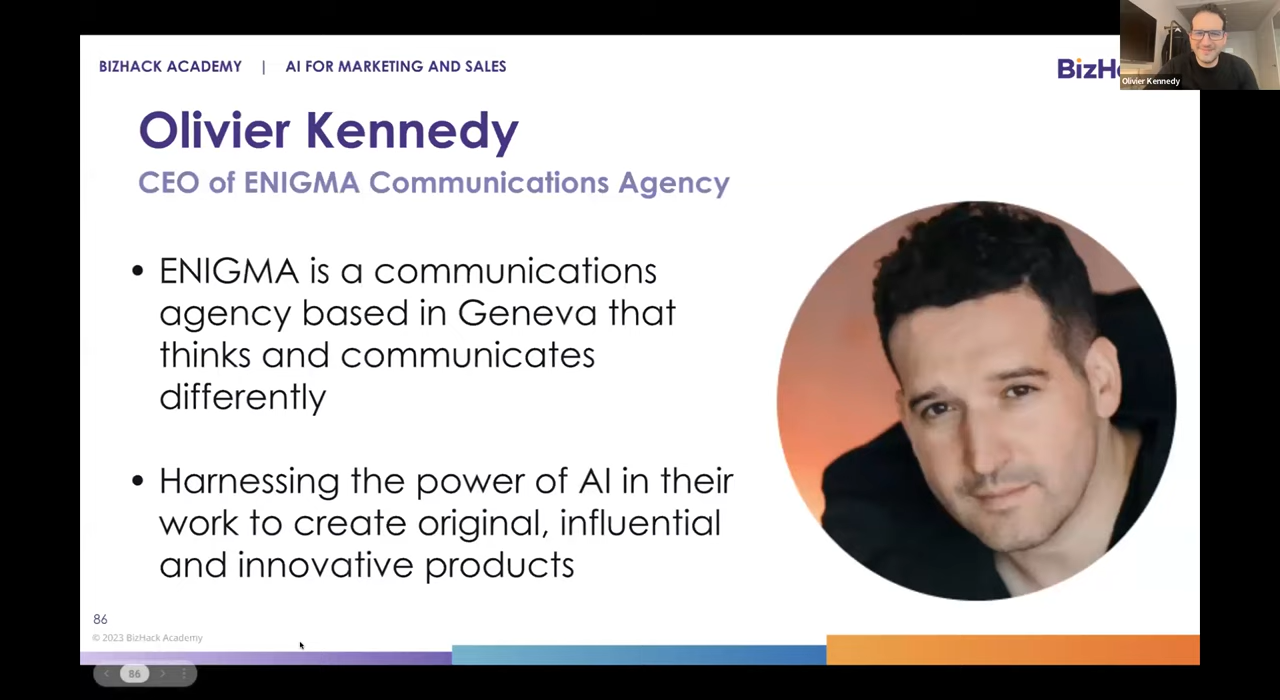 BIZHACK ACADEMY | AI FOR MARKETING AND SALES
BizH
Olivier Kennedy
Olivier Kennedy
CEO of ENIGMA Communications Agency
• ENIGMA is a communications
agency based in Geneva that
thinks and communicates
differently
• Harnessing the power of AI in their
work to create original, influential
and innovative products
86
© 2023 BizHack Academy
86